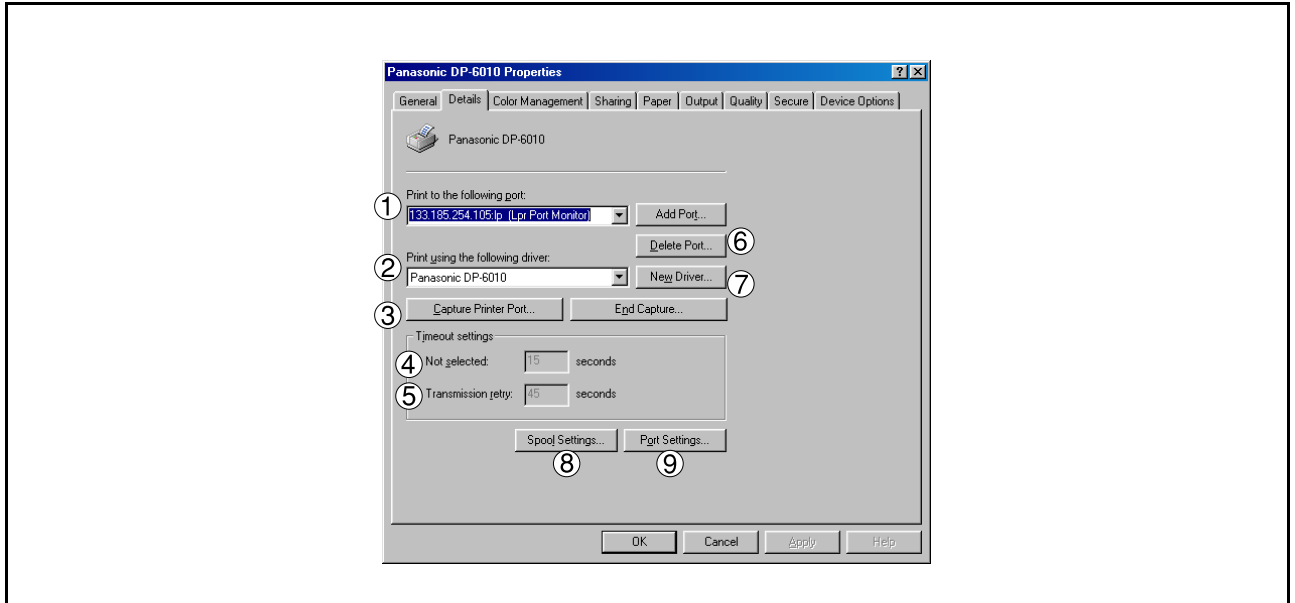 Panasonic DP-6010 Properties
General Details Color Management Sharing Paper Output Quality Secure Device Options
Panasonic DP-6010
Print to the following port:
① 133.185.254.105:lp (Lpr Port Monitor) Add Port...
Delete Port... ⑥
Print using the following driver:
② Panasonic DP-6010 New Driver... ⑦
③ Capture Printer Port... End Capture...
Timeout settings
④ Not selected: 15 seconds
⑤ Transmission retry: 45 seconds
Spool Settings... Port Settings...
⑧ ⑨
OK Cancel Apply Help